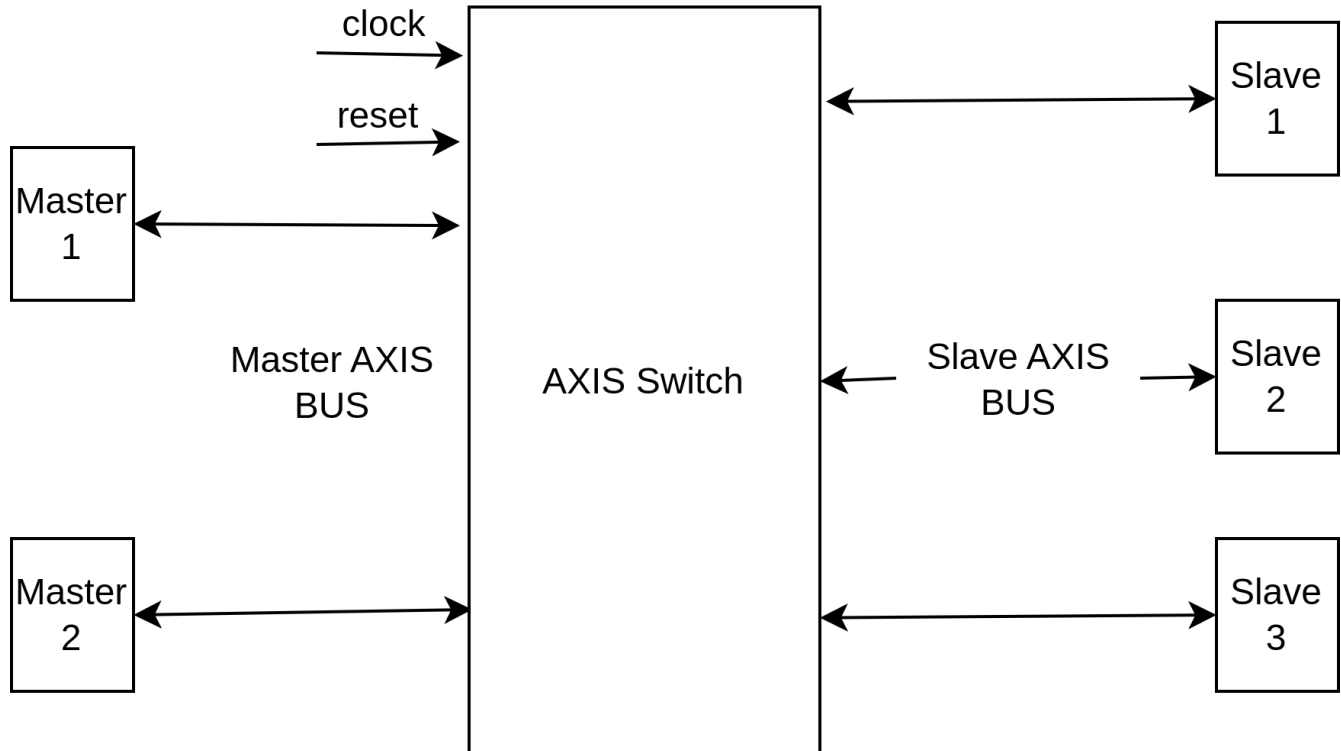 clock
reset
Master
1
Master AXIS
BUS
Master
2
AXIS Switch
Slave
1
Slave AXIS
BUS
Slave
2
Slave
3